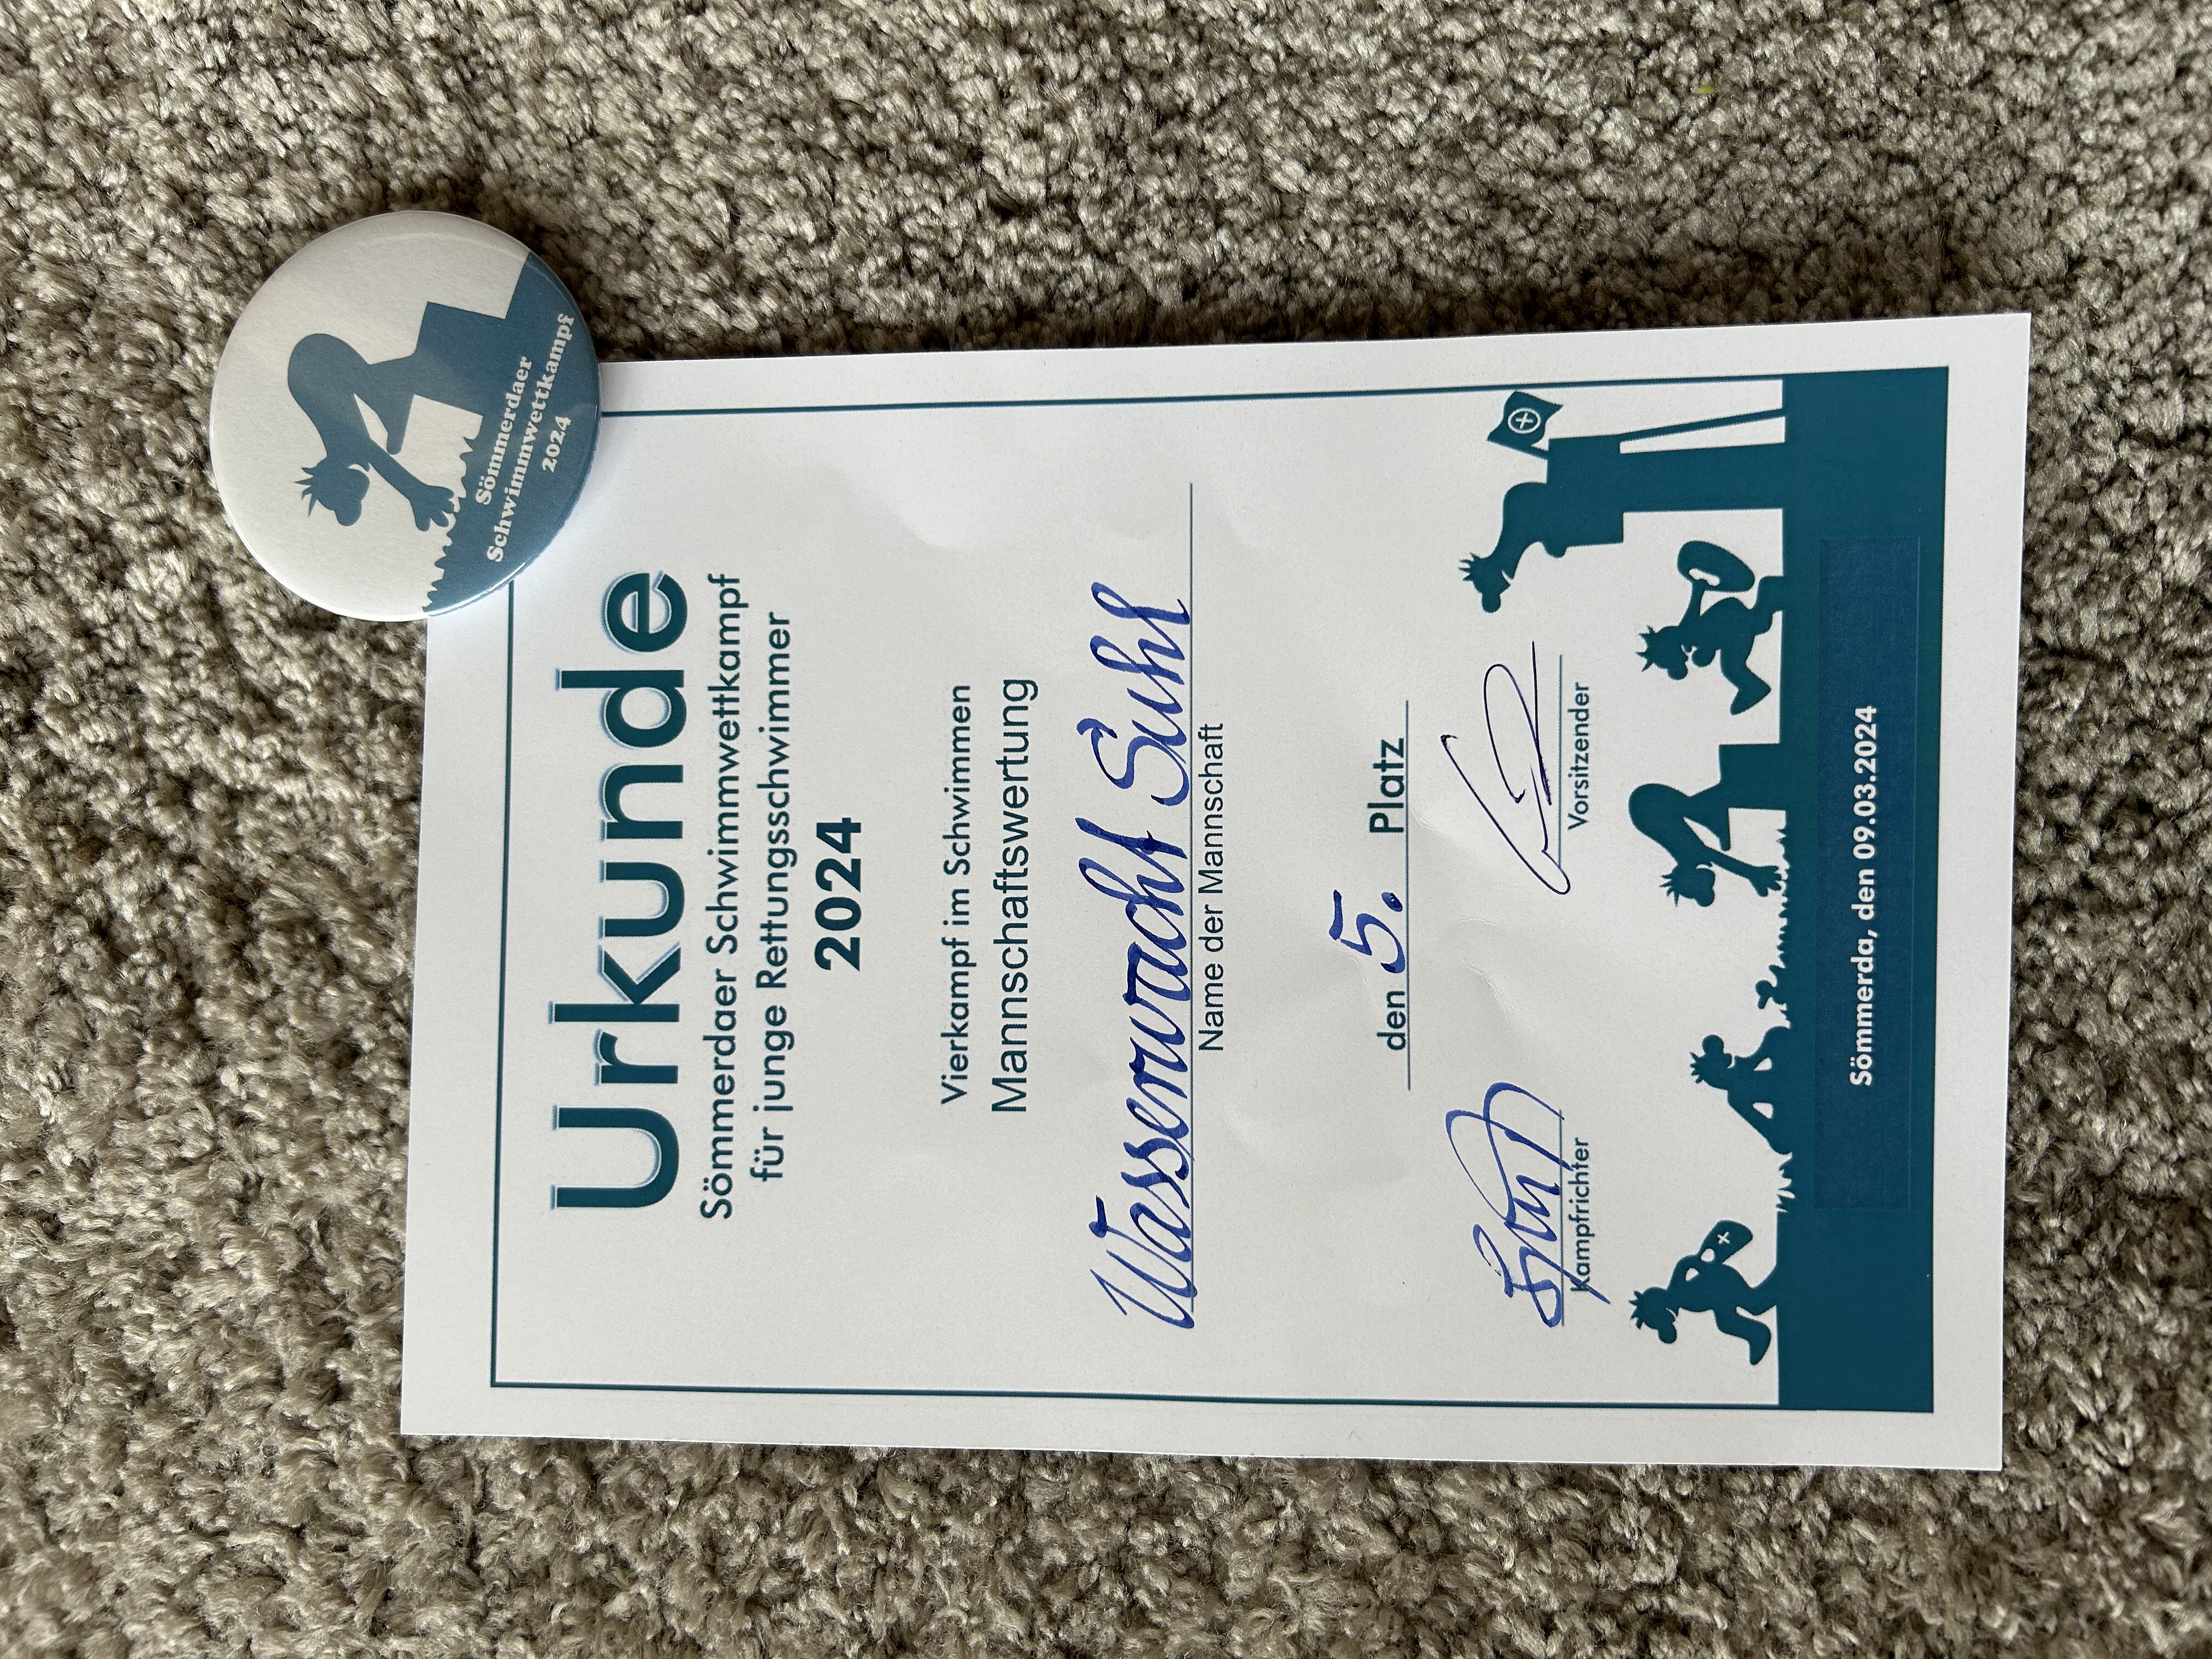 Sömmerdaer
Schwimmwettkampf
2024
Urkunde
Sömmerdaer Schwimmwettkampf
für junge Rettungsschwimmer
2024
Vierkampf im Schwimmen
Mannschaftswertung
Wasserwacht Suhl
Name der Mannschaft
den 5. Platz
Kampfrichter Vorsitzender
Sömmerda, den 09.03.2024